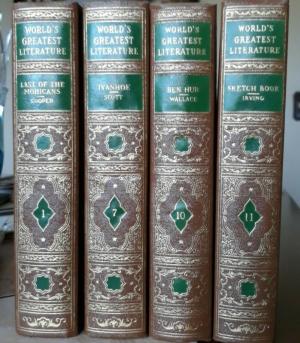 WORLD'S
GREATEST
LITERATURE
LAST OF THE
MOHICANS
COOPER
1
WORLD'S
GREATEST
LITERATURE
IVANHOE
SCOTT
7
WORLD'S
GREATEST
LITERATURE
BEN HUR
WALLACE
10
WORLD'S
GREATEST
LITERATURE
SKETCH BOOK
IRVING
11